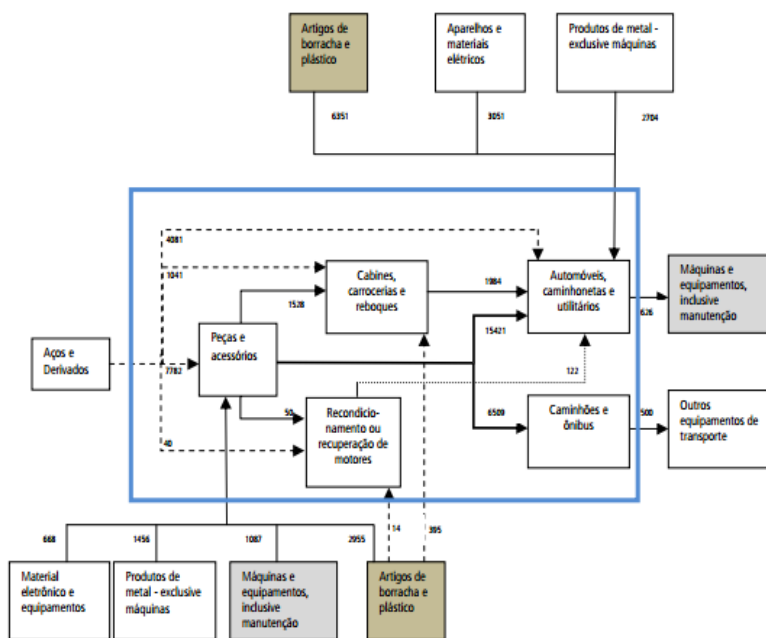 Artigos de
borracha e
plástico
Aparelhos e
materiais
elétricos
Produtos de metal -
exclusive máquinas
6351
3051
2704
4081
1041
Cabines,
carrocerias e
reboques
1984
Automóveis,
caminhonetas e
utilitários
Máquinas e
equipamentos,
inclusive
manutenção
626
1528
15421
Aços e
Derivados
7782
Peças e
acessórios
122
50
Recondicio-
namento ou
recuperação de
motores
40
6509
Caminhões e
ônibus
500
Outros
equipamentos de
transporte
14
395
668
1456
1087
2955
Material
eletrônico e
equipamentos
Produtos de
metal - exclusive
máquinas
Máquinas e
equipamentos,
inclusive
manutenção
Artigos de
borracha e
plástico